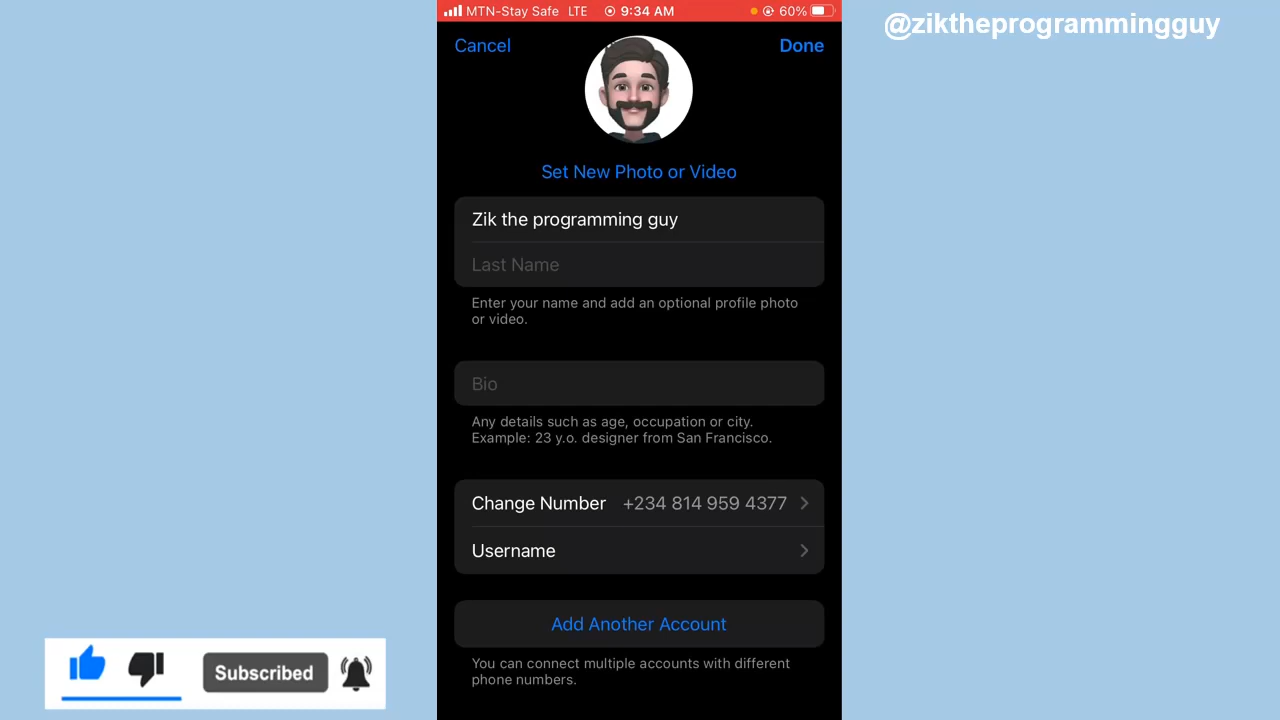 MTN-Stay Safe LTE 9:34 AM 60%
@ziktheprogrammingguy
Cancel
Done
Set New Photo or Video
Zik the programming guy
Last Name
Enter your name and add an optional profile photo
or video.
Bio
Any details such as age, occupation or city.
Example: 23 y.o. designer from San Francisco.
Change Number +234 814 959 4377
Username
Add Another Account
You can connect multiple accounts with different
phone numbers.
Subscribed